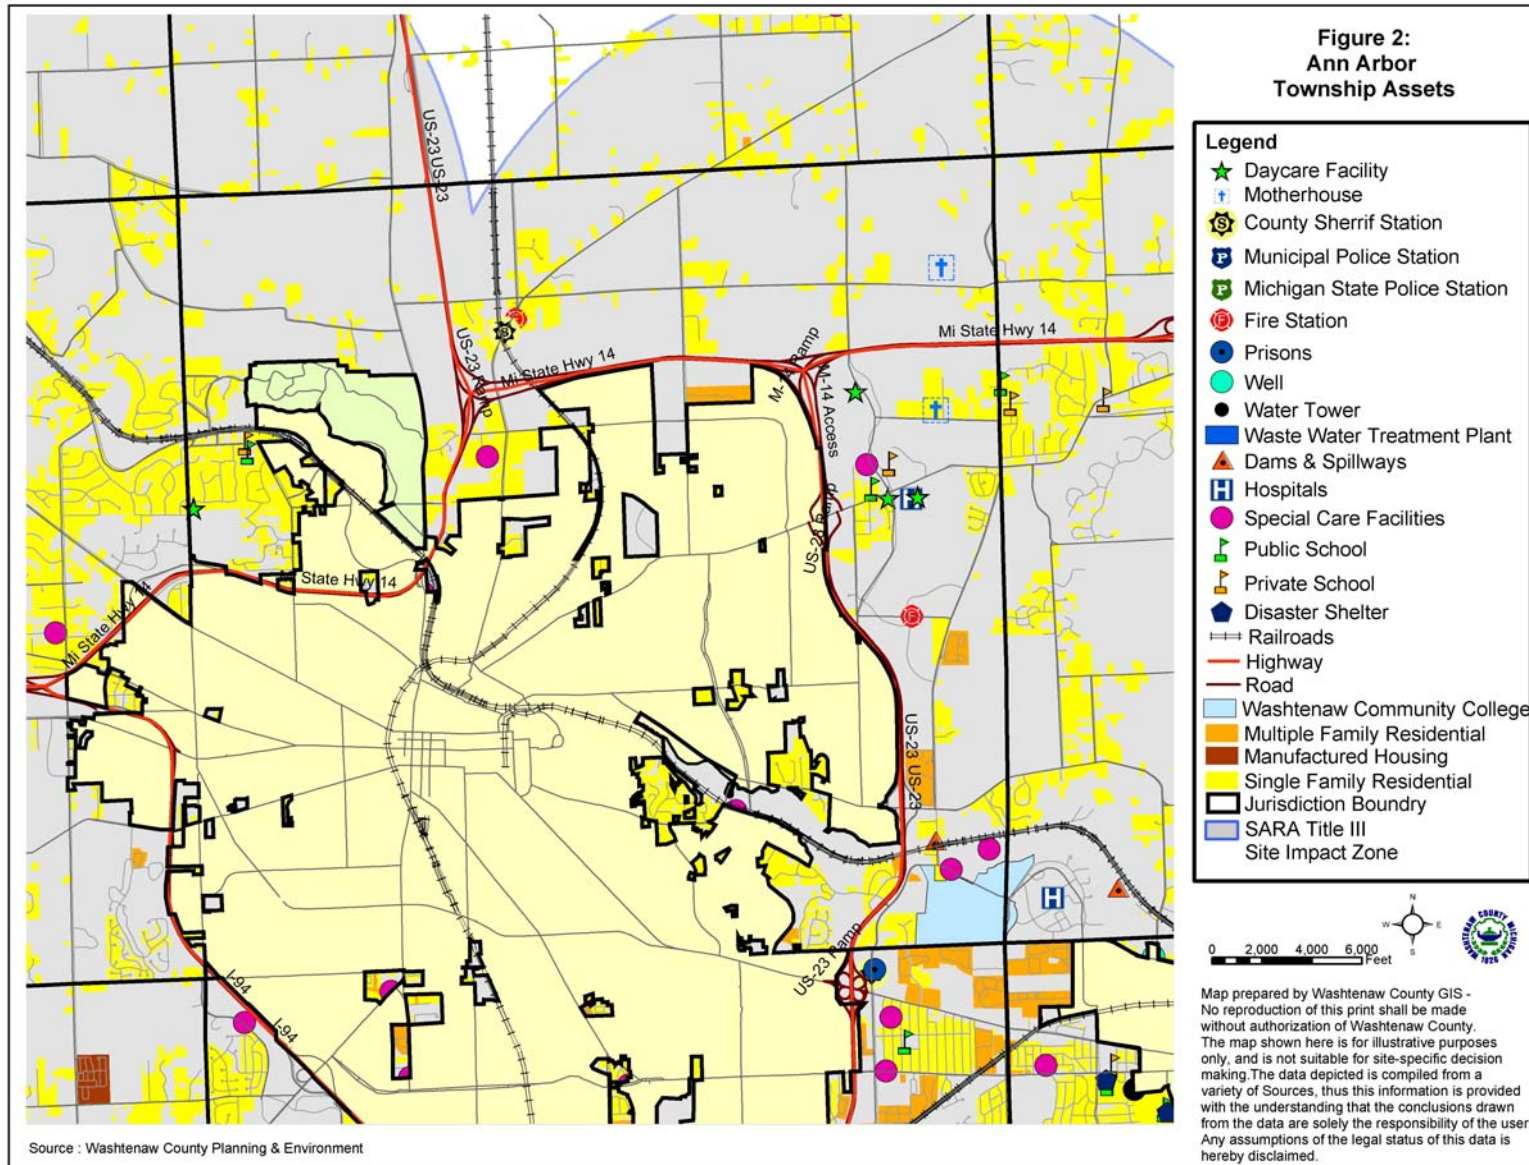 Figure 2:
Ann Arbor
Township Assets
Legend
Daycare Facility
Motherhouse
S County Sherrif Station
P Municipal Police Station
P Michigan State Police Station
F Fire Station
Prisons
Well
Water Tower
Waste Water Treatment Plant
Dams & Spillways
H Hospitals
Special Care Facilities
Public School
Private School
Disaster Shelter
Railroads
Highway
Road
Washtenaw Community College
Multiple Family Residential
Manufactured Housing
Single Family Residential
Jurisdiction Boundry
SARA Title III
Site Impact Zone
US-23 US-23
F
S
US-23 Ramp
Mi State Hwy 14
M-14 Ramp
Mi State Hwy 14
M-14 Access
US-23 Ramp
H
State Hwy 14
Mi State Hwy 14
F
US-23 US-23
H
US-23 Ramp
I-94
I-94
N
W E
S
0 2,000 4,000 6,000
Feet
WASHTENAW COUNTY MICHIGAN
1826
Map prepared by Washtenaw County GIS -
No reproduction of this print shall be made
without authorization of Washtenaw County.
The map shown here is for illustrative purposes
only, and is not suitable for site-specific decision
making.The data depicted is compiled from a
variety of Sources, thus this information is provided
with the understanding that the conclusions drawn
from the data are solely the responsibility of the user
Any assumptions of the legal status of this data is
hereby disclaimed.
Source : Washtenaw County Planning & Environment